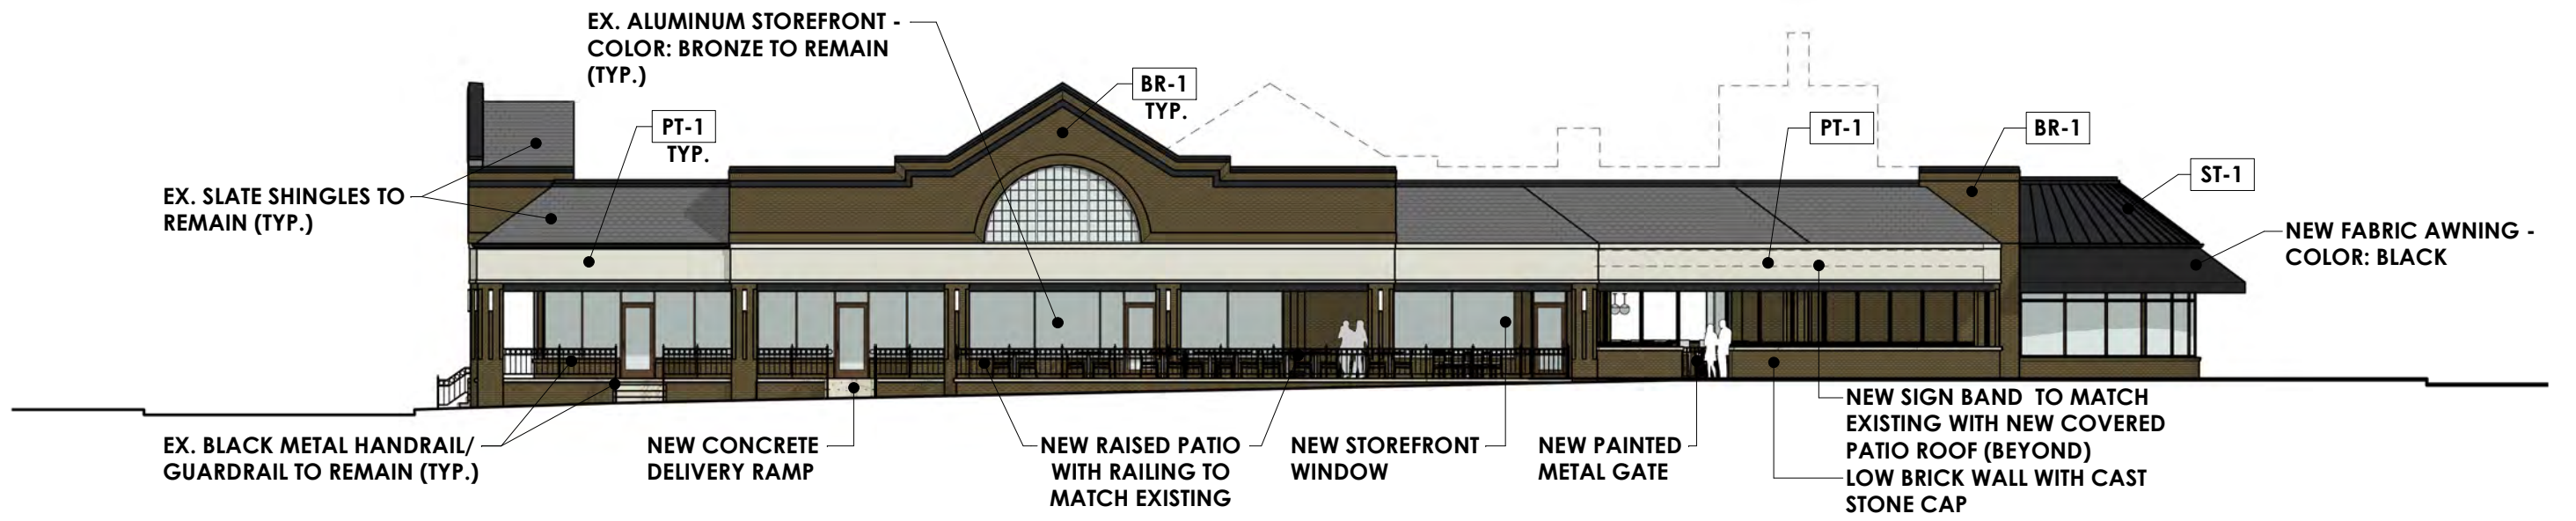 EX. ALUMINUM STOREFRONT -
COLOR: BRONZE TO REMAIN
(TYP.)
BR-1
TYP.
PT-1
TYP.
PT-1
BR-1
ST-1
EX. SLATE SHINGLES TO
REMAIN (TYP.)
NEW FABRIC AWNING -
COLOR: BLACK
EX. BLACK METAL HANDRAIL/
GUARDRAIL TO REMAIN (TYP.)
NEW CONCRETE
DELIVERY RAMP
NEW RAISED PATIO
WITH RAILING TO
MATCH EXISTING
NEW STOREFRONT
WINDOW
NEW PAINTED
METAL GATE
NEW SIGN BAND TO MATCH
EXISTING WITH NEW COVERED
PATIO ROOF (BEYOND)
LOW BRICK WALL WITH CAST
STONE CAP